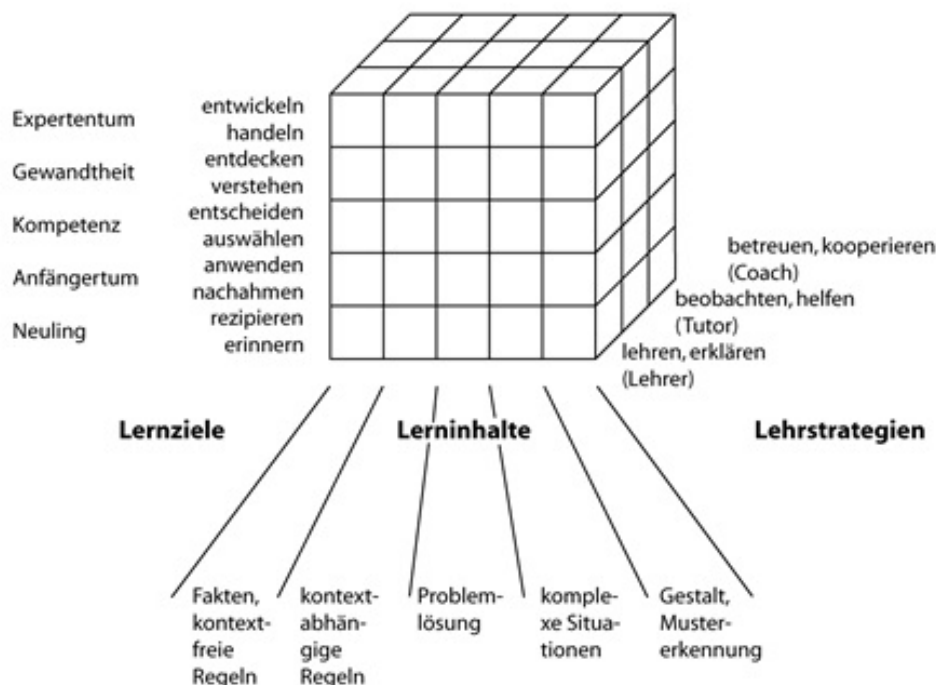 Expertentum
entwickeln
handeln
Gewandtheit
entdecken
verstehen
Kompetenz
entscheiden
auswählen
Anfängertum
anwenden
nachahmen
Neuling
rezipieren
erinnern
betreuen, kooperieren
(Coach)
beobachten, helfen
(Tutor)
lehren, erklären
(Lehrer)
Lernziele
Lerninhalte
Lehrstrategien
Fakten,
kontext-
freie
Regeln
kontext-
abhän-
gige
Regeln
Problem-
lösung
komple-
xe Situa-
tionen
Gestalt,
Muster-
erkennung